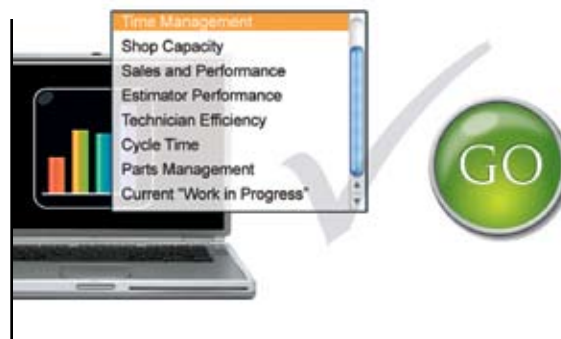 Time Management
Shop Capacity
Sales and Performance
Estimator Performance
Technician Efficiency
Cycle Time
Parts Management
Current "Work in Progress"
GO